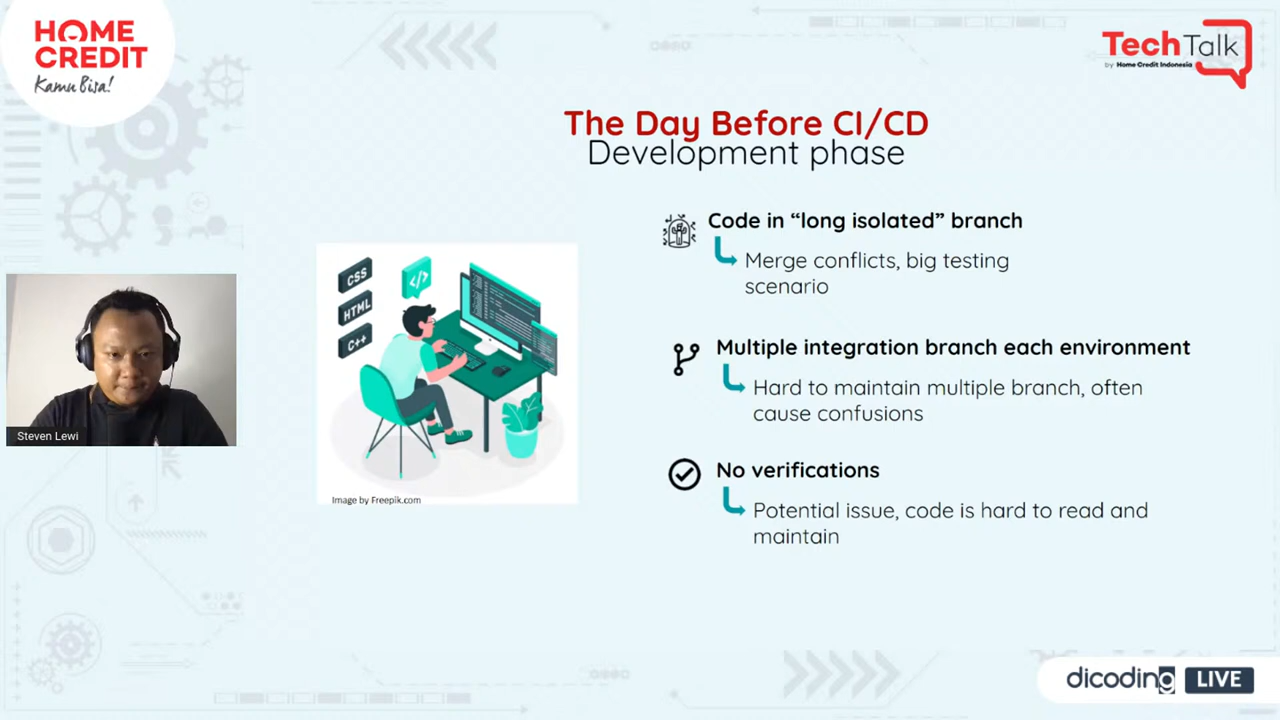 HOME
CREDIT
Kamu Bisa!
TechTalk
by Home Credit Indonesia
The Day Before CI/CD
Development phase
Code in “long isolated” branch
Merge conflicts, big testing
scenario
CSS
</>
HTML
C++
Multiple integration branch each environment
Hard to maintain multiple branch, often
cause confusions
Steven Lewi
No verifications
Potential issue, code is hard to read and
maintain
Image by Freepik.com
dicoding LIVE